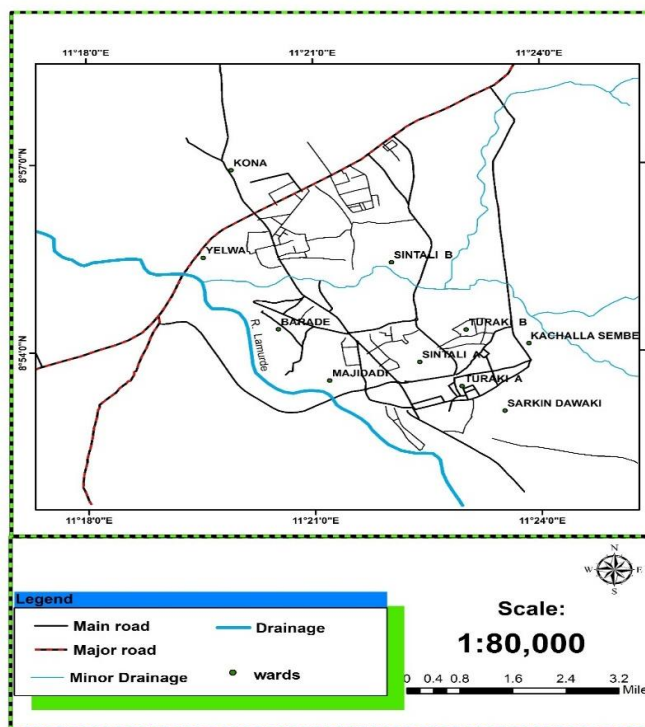 11°18'0"E 11°21'0"E 11°24'0"E
8°57'0"N
KONA
YELWA
SINTALI B
R. Lamurde
BARADE
TURAKI B
KACHALLA SEMBE
8°54'0"N
SINTALI A
MAJIDADI
TURAKI A
SARKIN DAWAKI
11°18'0"E 11°21'0"E 11°24'0"E
N
W E
S
Legend
Main road
Drainage
Major road
Minor Drainage
wards
Scale:
1:80,000
0 0.4 0.8 1.6 2.4 3.2
Mile